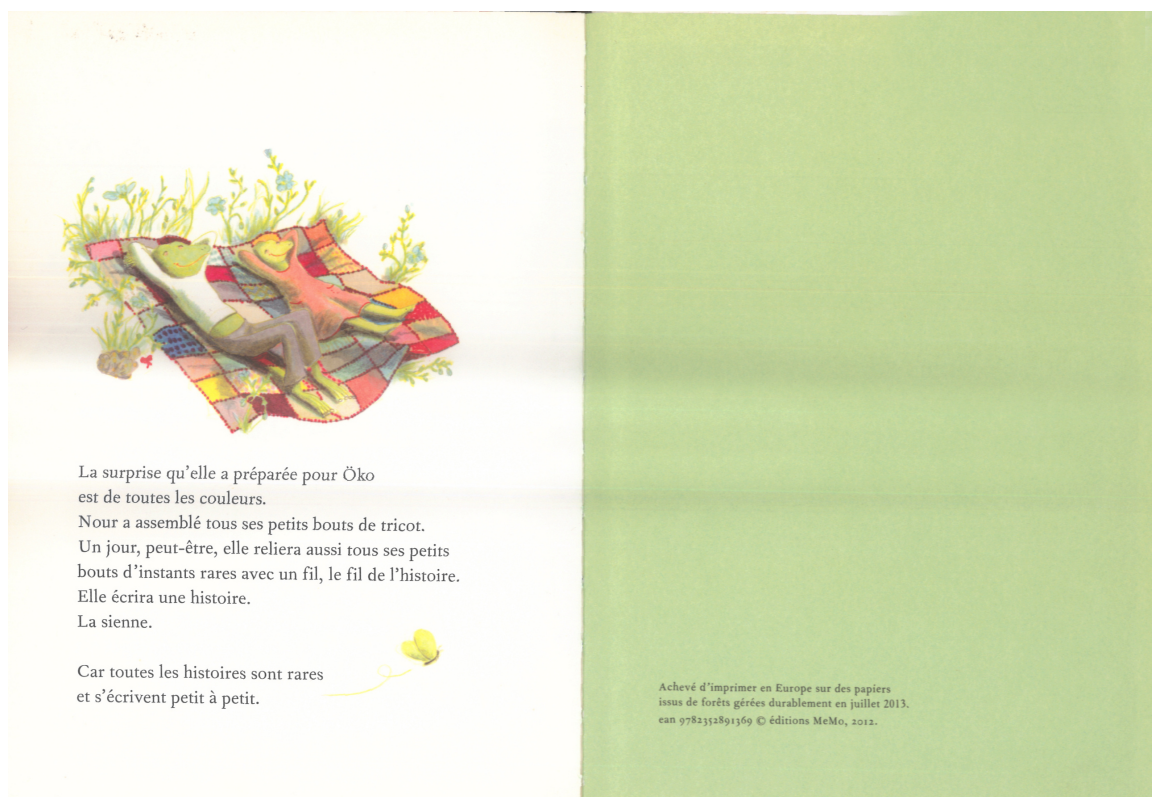 La surprise qu'elle a préparée pour Öko
est de toutes les couleurs.
Nour a assemblé tous ses petits bouts de tricot.
Un jour, peut-être, elle reliera aussi tous ses petits
bouts d'instants rares avec un fil, le fil de l'histoire.
Elle écrira une histoire.
La sienne.
Car toutes les histoires sont rares
et s'écrivent petit à petit.
Achevé d'imprimer en Europe sur des papiers
issus de forêts gérées durablement en juillet 2013.
ean 9782352891369 © éditions MeMo, 2012.